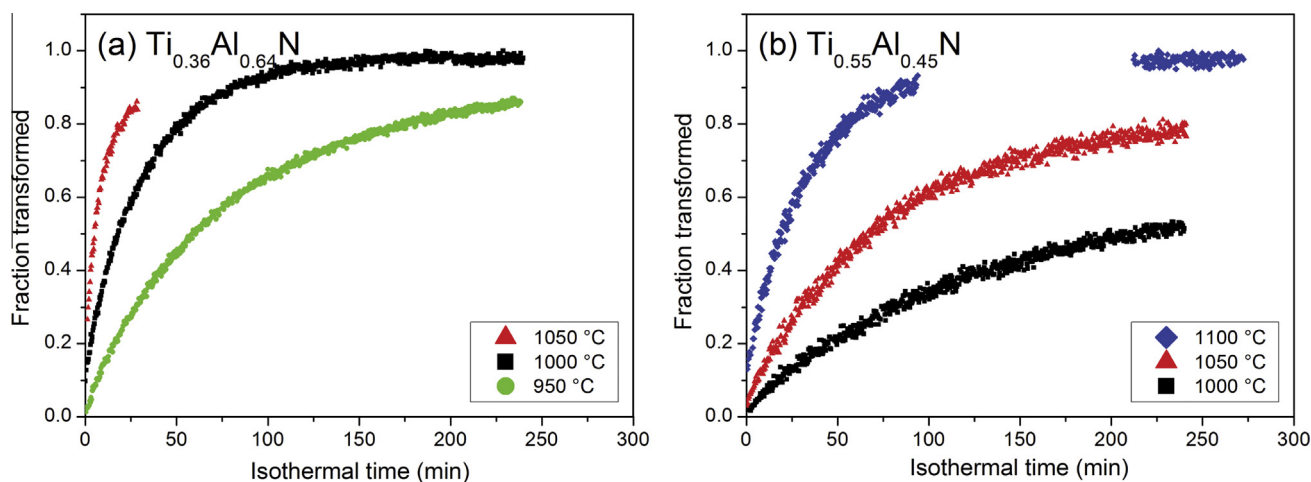 (a) Ti0.36Al0.64N
Fraction transformed
1.0
0.8
0.6
0.4
0.2
0.0
0 50 100 150 200 250 300
Isothermal time (min)
1050 °C
1000 °C
950 °C
(b) Ti0.55Al0.45N
Fraction transformed
1.0
0.8
0.6
0.4
0.2
0.0
0 50 100 150 200 250 300
Isothermal time (min)
1100 °C
1050 °C
1000 °C